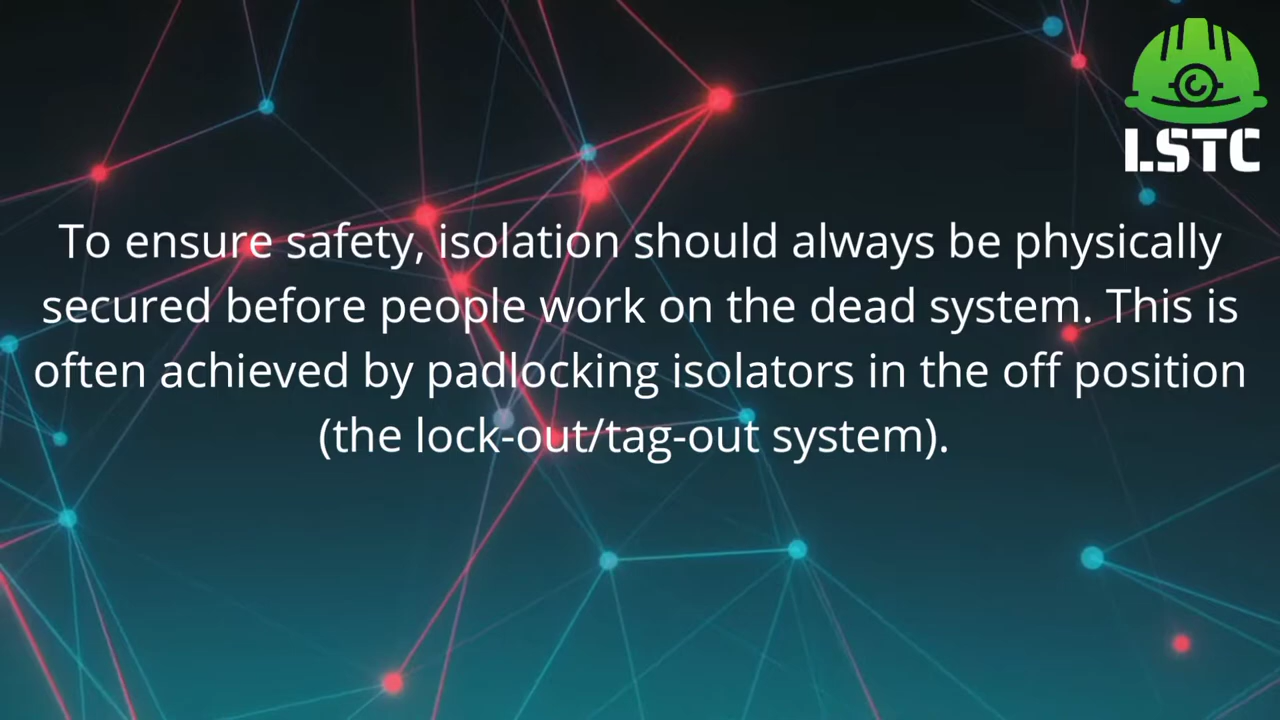 LSTC
To ensure safety, isolation should always be physically
secured before people work on the dead system. This is
often achieved by padlocking isolators in the off position
(the lock-out/tag-out system).